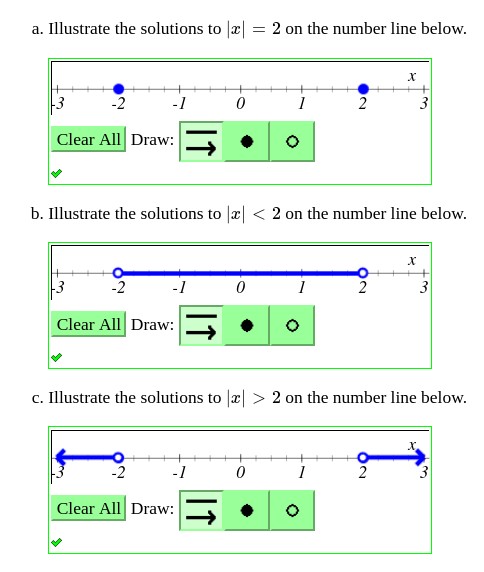 a. Illustrate the solutions to |x| = 2 on the number line below.
x
-3 -2 -1 0 1 2 3
Clear All Draw:
b. Illustrate the solutions to |x| < 2 on the number line below.
x
-3 -2 -1 0 1 2 3
Clear All Draw:
c. Illustrate the solutions to |x| > 2 on the number line below.
x
-3 -2 -1 0 1 2 3
Clear All Draw: